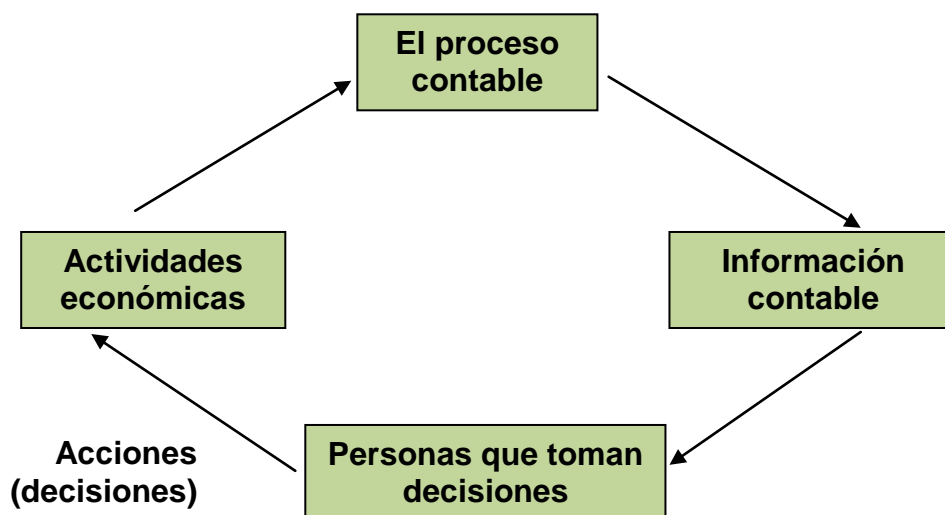 El proceso
contable
Actividades
económicas
Información
contable
Acciones
(decisiones)
Personas que toman
decisiones